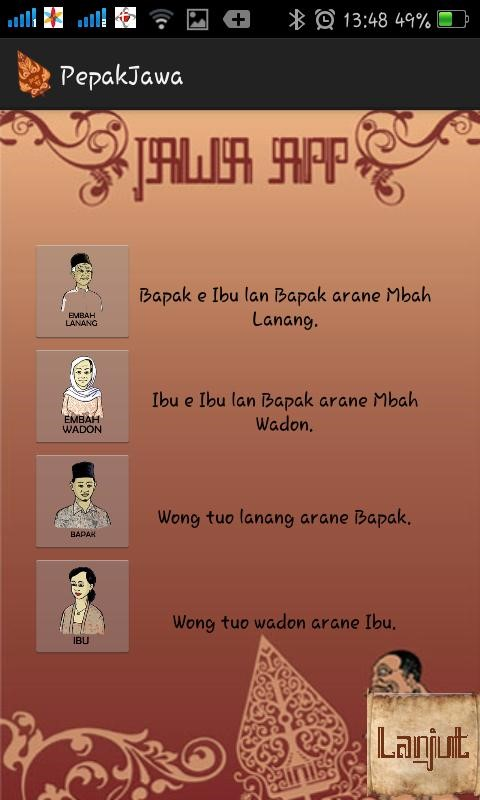 13:48 49%
PepakJawa
JAWA APP
EMBAH
LANANG
Bapak e Ibu lan Bapak arane Mbah
Lanang.
EMBAH
WADON
Ibu e Ibu lan Bapak arane Mbah
Wadon.
BAPAK
Wong tuo lanang arane Bapak.
IBU
Wong tuo wadon arane Ibu.
Lanjut